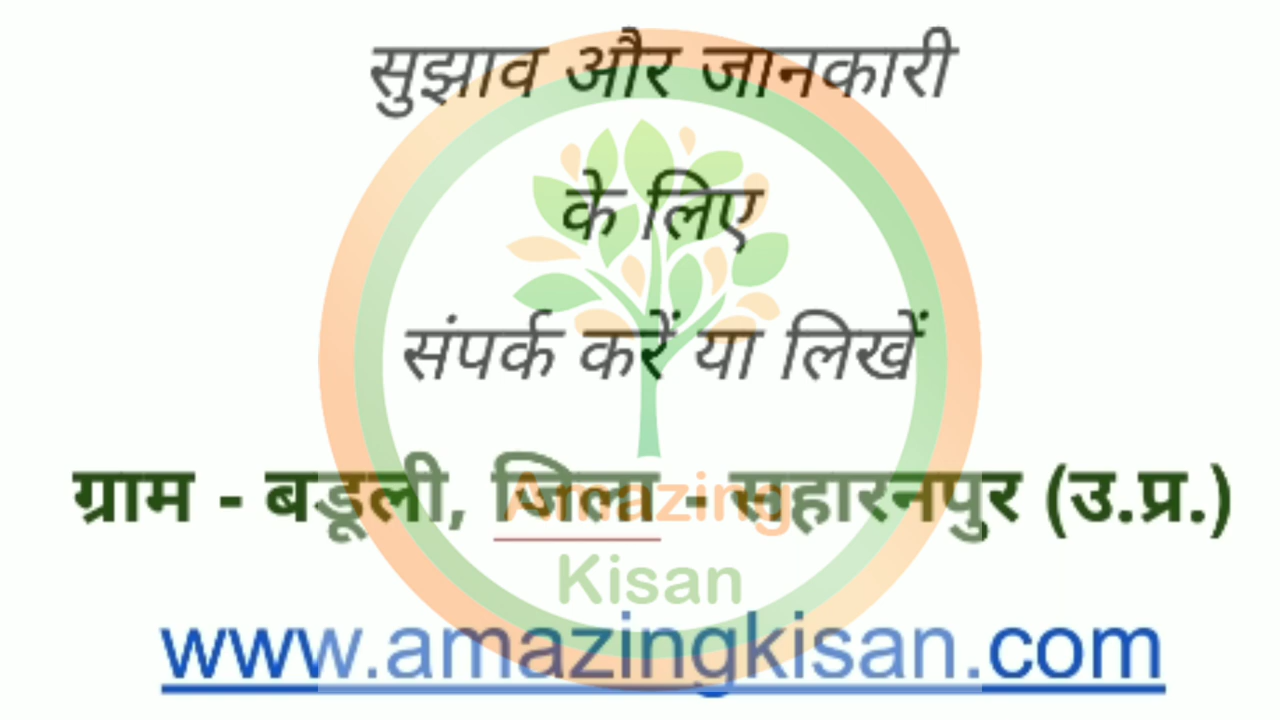 सुझाव और जानकारी
के लिए
संपर्क करें या लिखें
ग्राम - बडूली, जिला - सहारनपुर (उ.प्र.)
Amazing
Kisan
www.amazingkisan.com